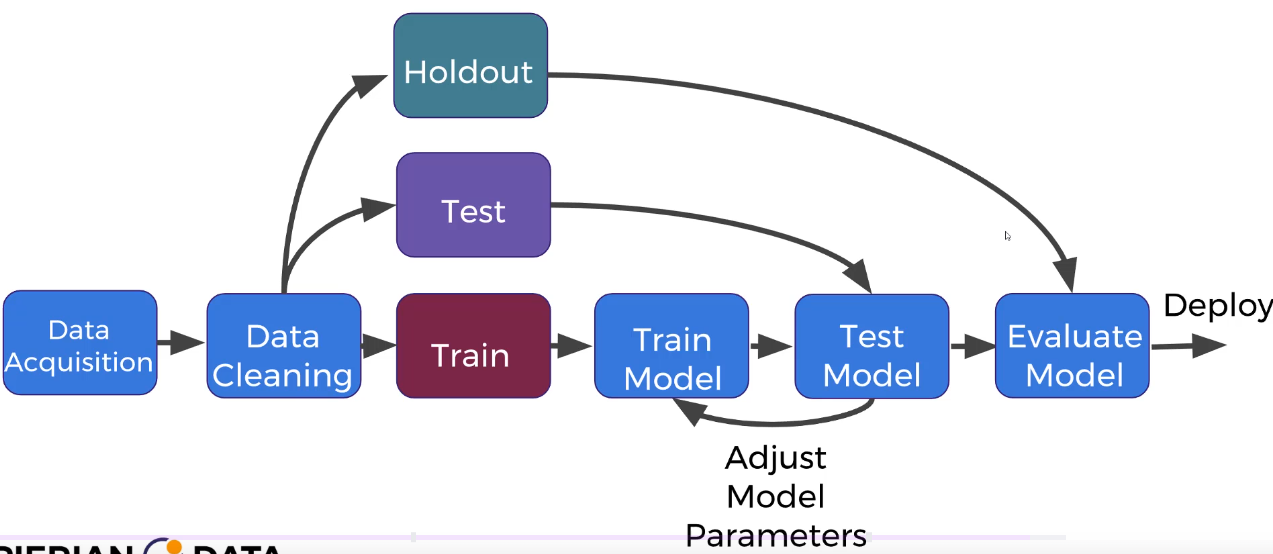 Holdout
Test
Data
Acquisition
Data
Cleaning
Train
Train
Model
Test
Model
Evaluate
Model
Deploy
Adjust
Model
Parameters
PIERIAN DATA